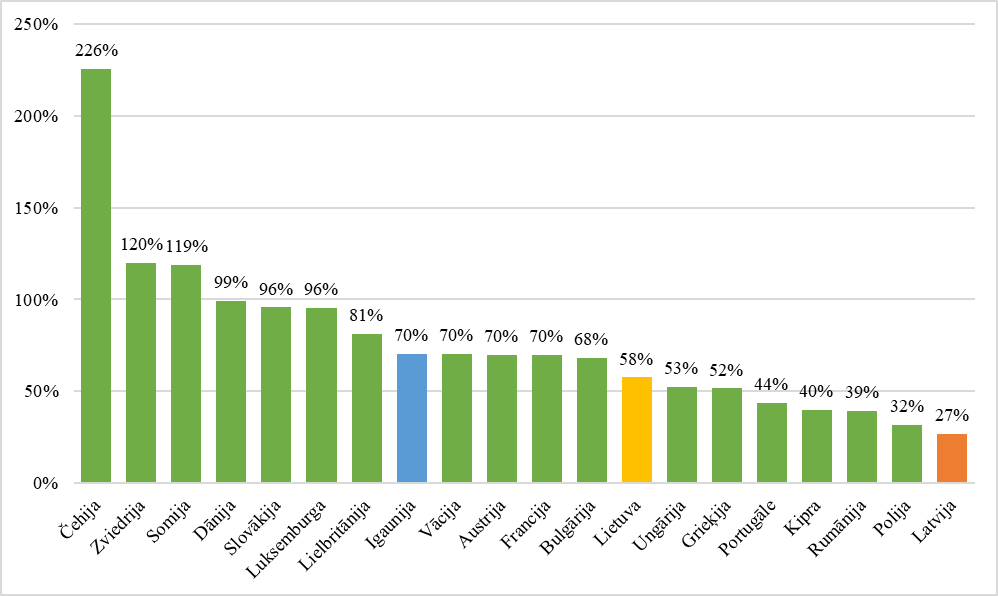 250%
200%
150%
100%
50%
0%
226%
120%
119%
99%
96%
96%
81%
70%
70%
70%
70%
68%
58%
53%
52%
44%
40%
39%
32%
27%
Čehija
Zviedrija
Somija
Dānija
Slovākija
Luksemburga
Lielbritānija
Igaunija
Vācija
Austrija
Francija
Bulgārija
Lietuva
Ungārija
Grieķija
Portugāle
Kipra
Rumānija
Polija
Latvija